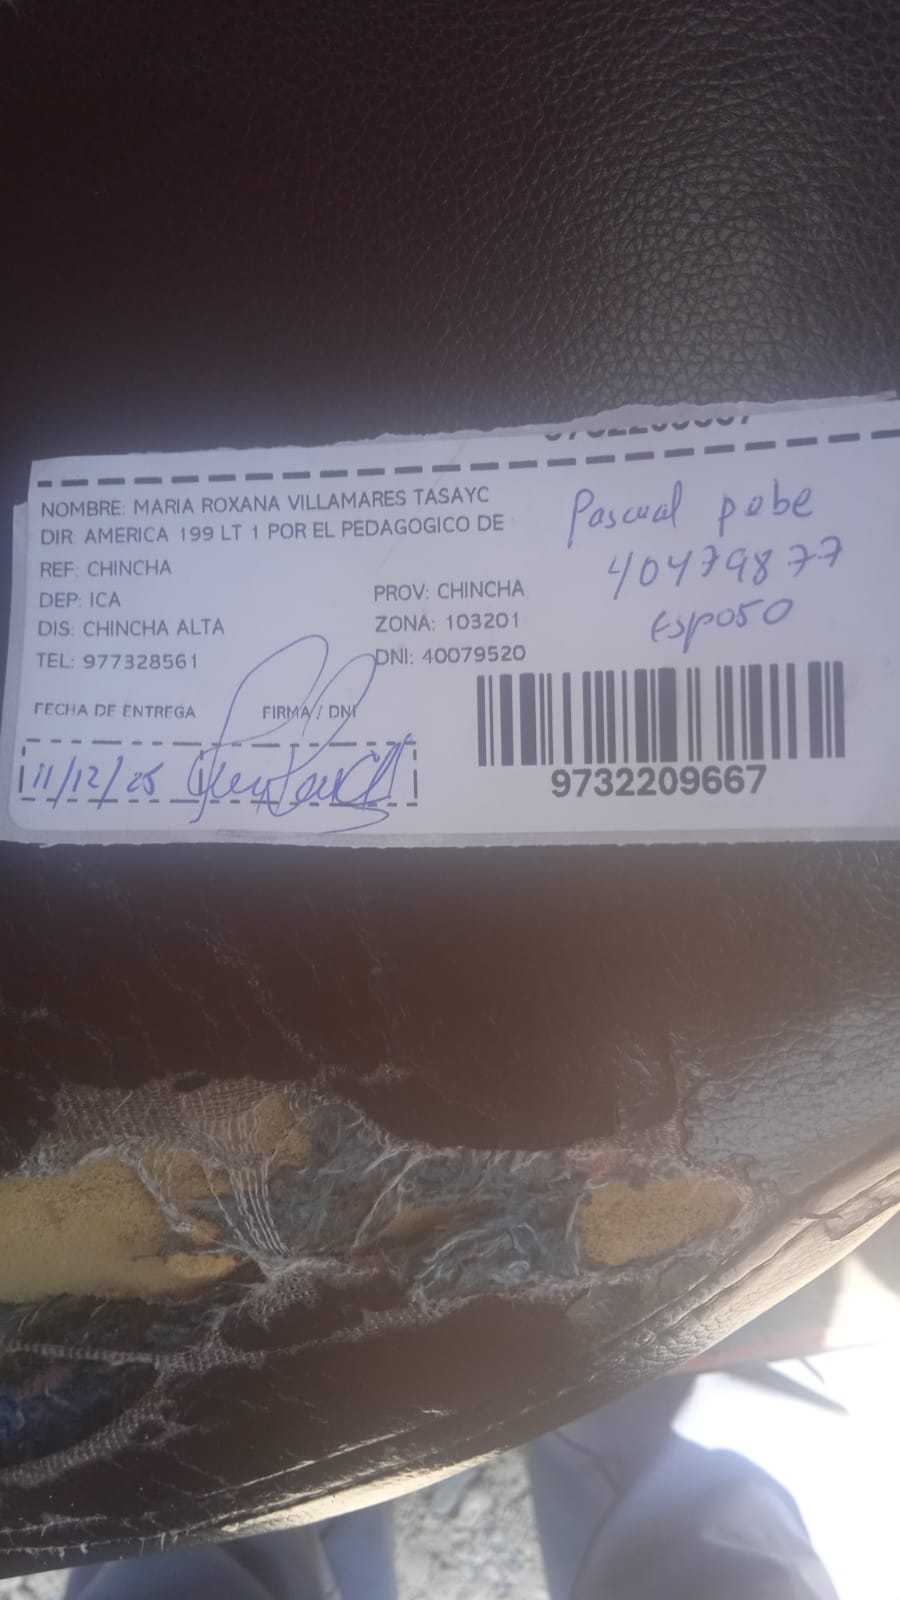 NOMBRE: MARIA ROXANA VILLAMARES TASAYC
DIR: AMERICA 199 LT 1 POR EL PEDAGOGICO DE
REF: CHINCHA
DEP: ICA
PROV: CHINCHA
DIS: CHINCHA ALTA
ZONA: 103201
TEL: 977328561
DNI: 40079520
FECHA DE ENTREGA
FIRMA / DNI
11/12/25
Pascual pebe
40479877
Esposo
9732209667